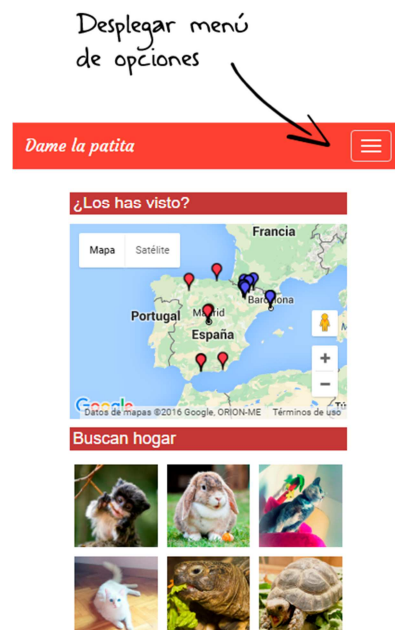 Desplegar menú
de opciones
Dame la patita
¿Los has visto?
Mapa Satélite
Francia
Barcelona
Portugal Madrid
España
Google
Datos de mapas ©2016 Google, ORION-ME Términos de uso
Buscan hogar